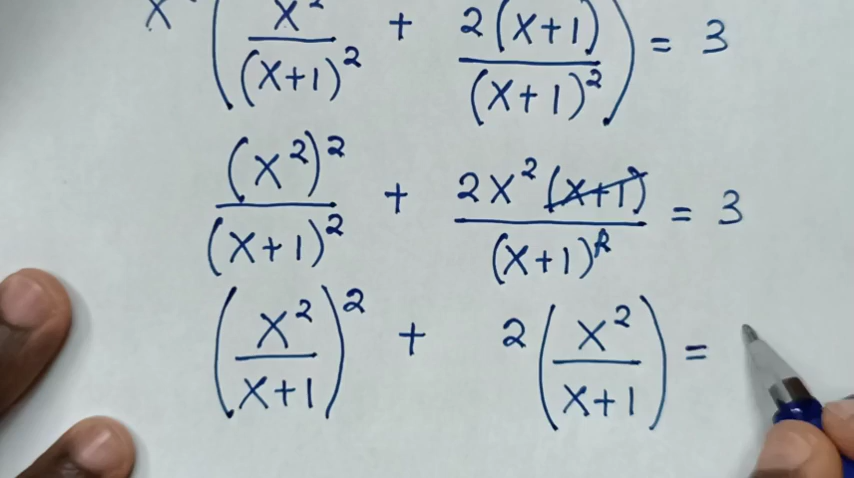 x² (x²/(x+1)² + 2(x+1)/(x+1)²) = 3
(x²)²/(x+1)² + 2x²(x+1)/(x+1)² = 3
(x²/x+1)² + 2(x²/x+1) =